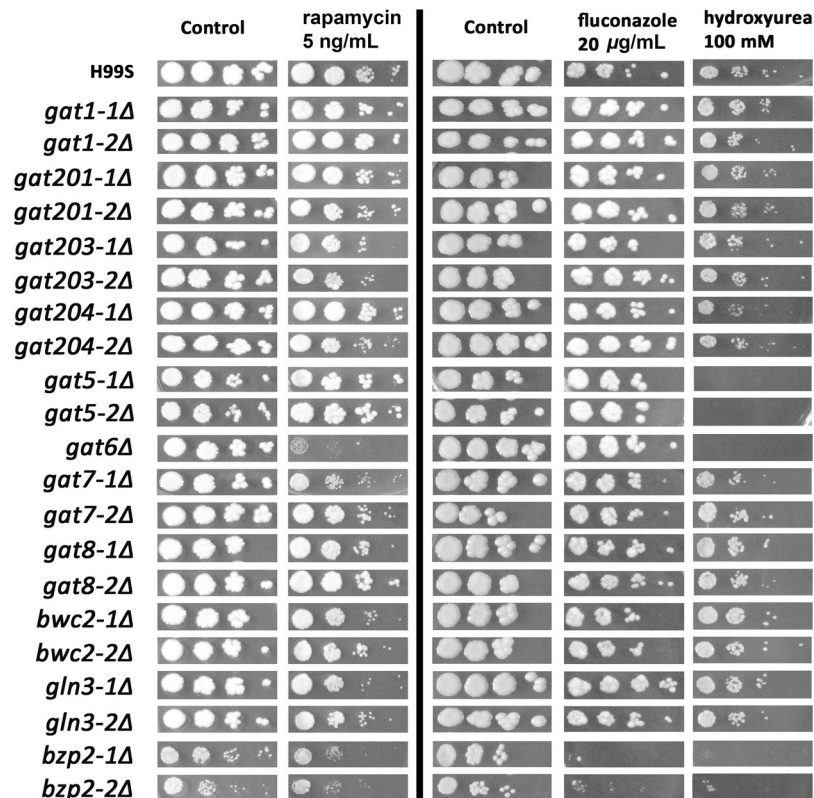 Control
rapamycin
5 ng/mL
Control
fluconazole
20 µg/mL
hydroxyurea
100 mM
H99S
gat1-1Δ
gat1-2Δ
gat201-1Δ
gat201-2Δ
gat203-1Δ
gat203-2Δ
gat204-1Δ
gat204-2Δ
gat5-1Δ
gat5-2Δ
gat6Δ
gat7-1Δ
gat7-2Δ
gat8-1Δ
gat8-2Δ
bwc2-1Δ
bwc2-2Δ
gln3-1Δ
gln3-2Δ
bzp2-1Δ
bzp2-2Δ